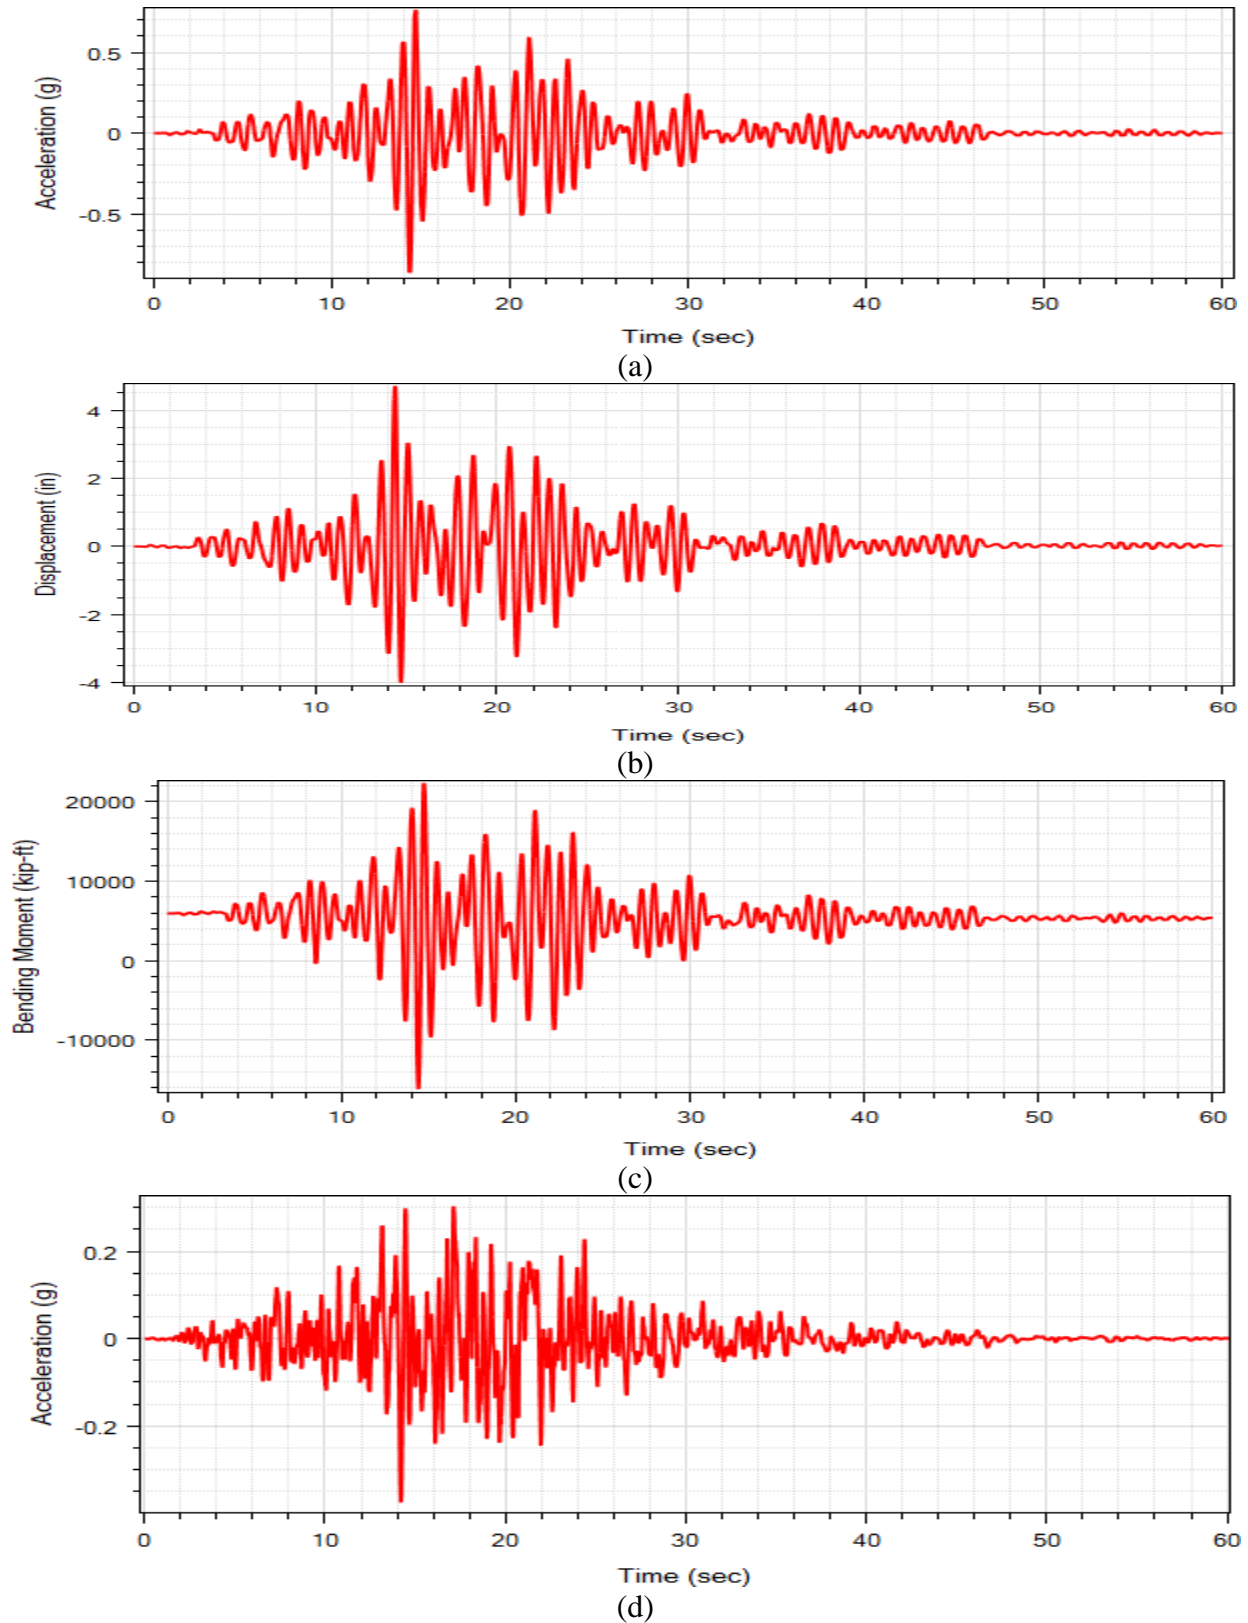 Acceleration (g)
0.5
0
-0.5
0 10 20 30 40 50 60
Time (sec)
(a)
Displacement (in)
4
2
0
-2
-4
0 10 20 30 40 50 60
Time (sec)
(b)
Bending Moment (kip-ft)
20000
10000
0
-10000
0 10 20 30 40 50 60
Time (sec)
(c)
Acceleration (g)
0.2
0
-0.2
0 10 20 30 40 50 60
Time (sec)
(d)